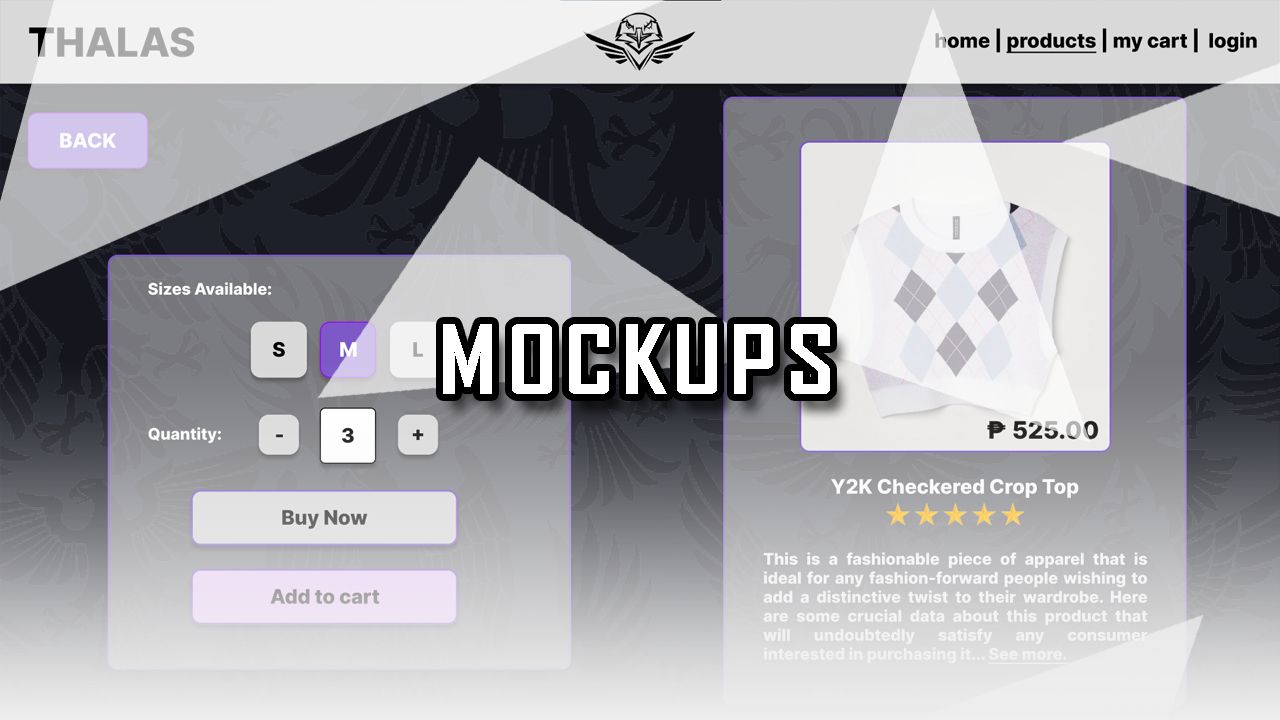 THALAS
home | products | my cart | login
BACK
Sizes Available:
S M L
Quantity:
- 3 +
Buy Now
Add to cart
MOCKUPS
₱ 525.00
Y2K Checkered Crop Top
This is a fashionable piece of apparel that is
ideal for any fashion-forward people wishing to
add a distinctive twist to their wardrobe. Here
are some crucial data about this product that
will undoubtedly satisfy any consumer
interested in purchasing it... See more.